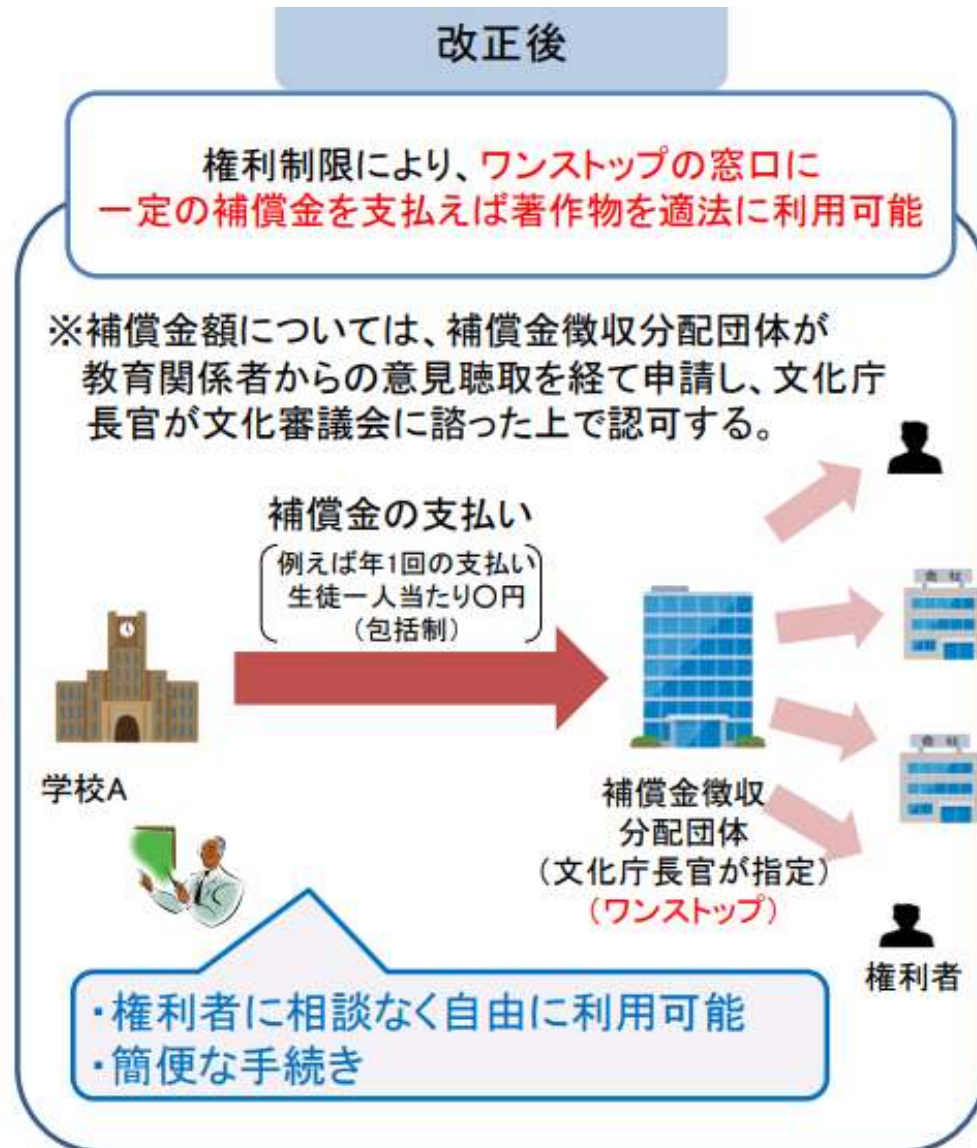 改正後
権利制限により、ワンストップの窓口に
一定の補償金を支払えば著作物を適法に利用可能
※補償金額については、補償金徴収分配団体が
教育関係者からの意見聴取を経て申請し、文化庁
長官が文化審議会に諮った上で認可する。
補償金の支払い
例えば年1回の支払い
生徒一人当たり〇円
（包括制）
学校A
会社
会社
補償金徴収
分配団体
（文化庁長官が指定）
（ワンストップ）
権利者
・権利者に相談なく自由に利用可能
・簡便な手続き